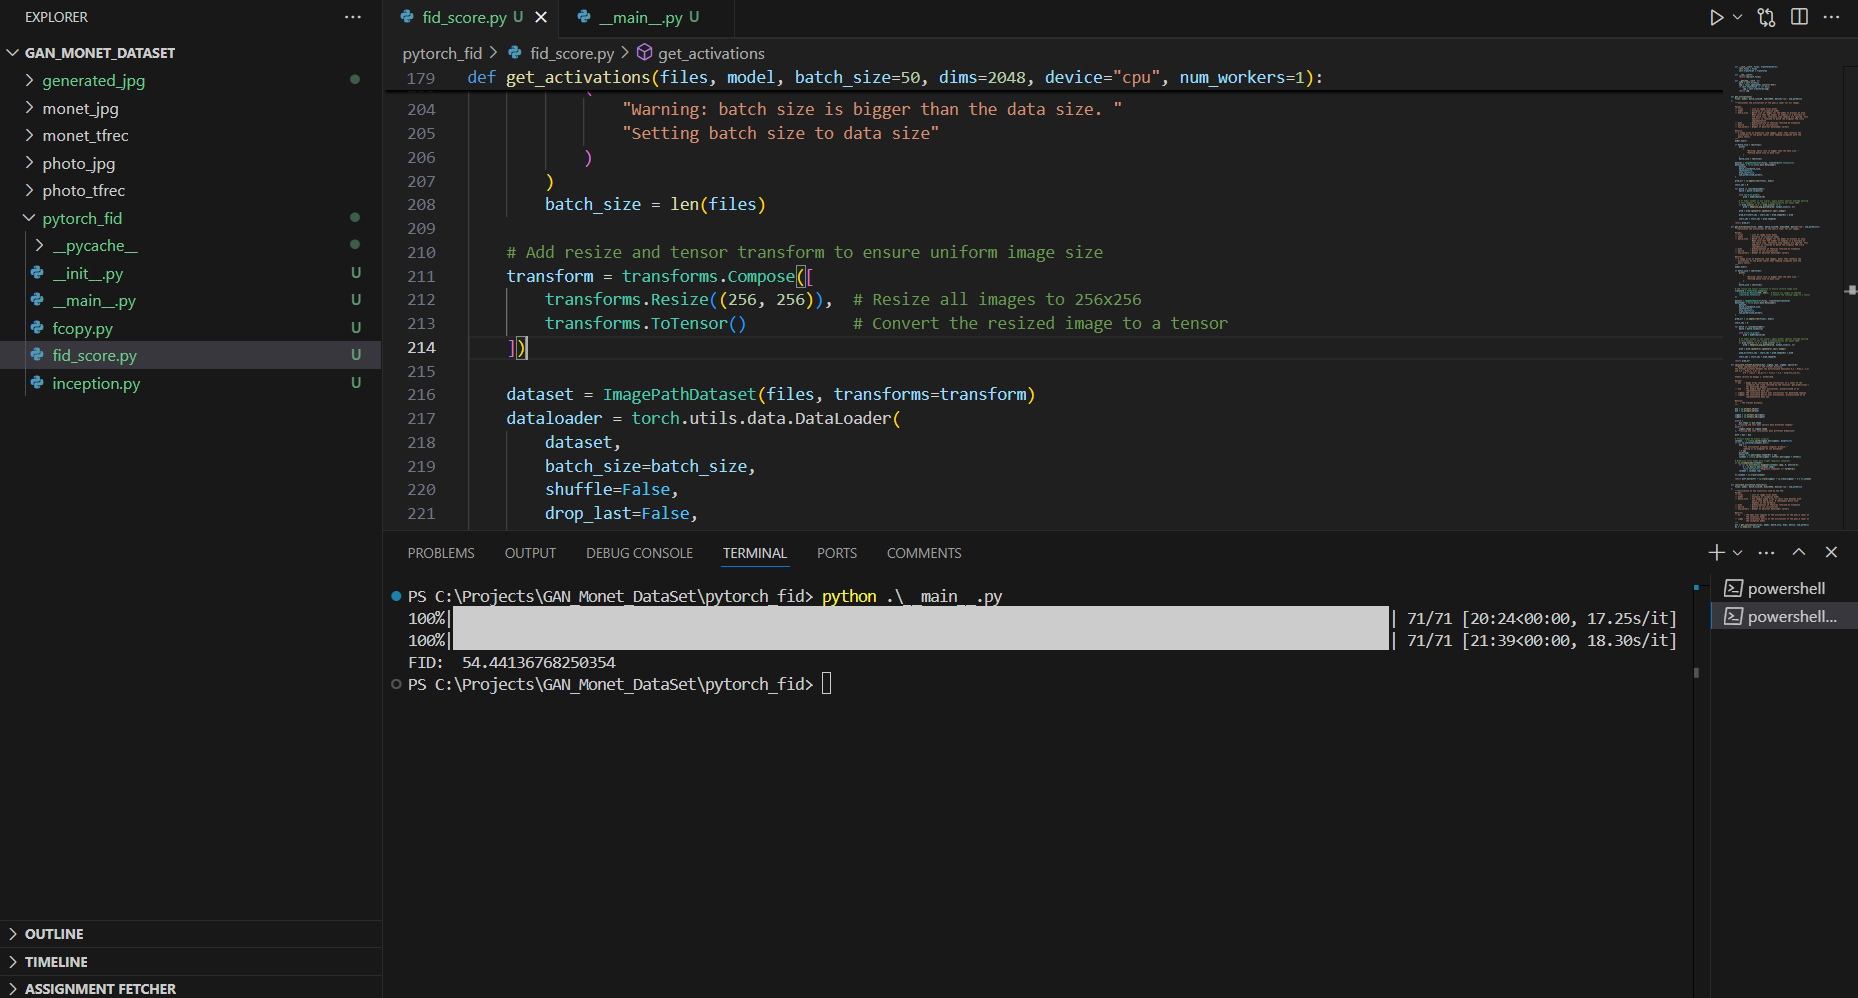 EXPLORER
GAN_MONET_DATASET
generated_jpg
monet_jpg
monet_tfrec
photo_jpg
photo_tfrec
pytorch_fid
__pycache__
__init__.py U
__main__.py U
fcopy.py U
fid_score.py U
inception.py U
OUTLINE
TIMELINE
ASSIGNMENT FETCHER
fid_score.py U
__main__.py U
pytorch_fid > fid_score.py > get_activations
179 def get_activations(files, model, batch_size=50, dims=2048, device="cpu", num_workers=1):
204 "Warning: batch size is bigger than the data size. "
205 "Setting batch size to data size"
206 )
207 )
208 batch_size = len(files)
209
210 # Add resize and tensor transform to ensure uniform image size
211 transform = transforms.Compose([
212 transforms.Resize((256, 256)), # Resize all images to 256x256
213 transforms.ToTensor() # Convert the resized image to a tensor
214 ])
215
216 dataset = ImagePathDataset(files, transforms=transform)
217 dataloader = torch.utils.data.DataLoader(
218 dataset,
219 batch_size=batch_size,
220 shuffle=False,
221 drop_last=False,
PROBLEMS OUTPUT DEBUG CONSOLE TERMINAL PORTS COMMENTS
PS C:\Projects\GAN_Monet_DataSet\pytorch_fid> python .\__main__.py
100%| | 71/71 [20:24<00:00, 17.25s/it]
100%| | 71/71 [21:39<00:00, 18.30s/it]
FID: 54.44136768250354
PS C:\Projects\GAN_Monet_DataSet\pytorch_fid>
powershell
powershell...